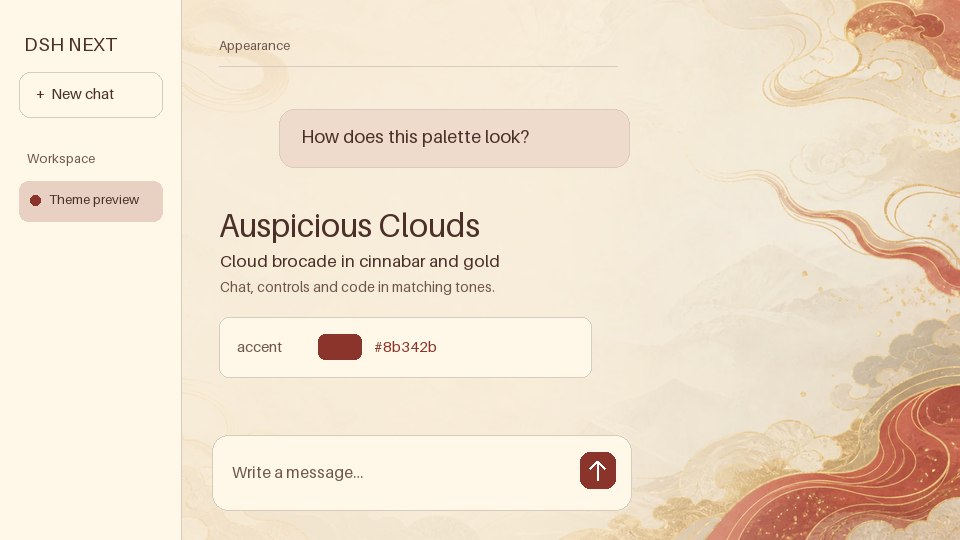 DSH NEXT
+ New chat
Workspace
Theme preview
Appearance
How does this palette look?
Auspicious Clouds
Cloud brocade in cinnabar and gold
Chat, controls and code in matching tones.
accent
#8b342b
Write a message...